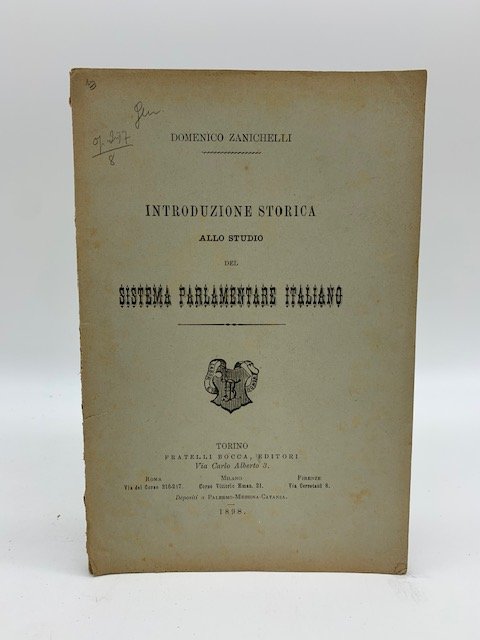 DOMENICO ZANICHELLI
INTRODUZIONE STORICA
ALLO STUDIO
DEL
SISTEMA PARLAMENTARE ITALIANO
TORINO
FRATELLI BOCCA, EDITORI
Via Carlo Alberto 3.
ROMA MILANO FIRENZE
Via del Corso 216-217. Corso Vittorio Eman. 21. Via Cerretani 8.
Depositi a PALERMO-MESSINA-CATANIA.
1898.